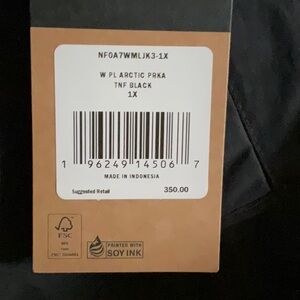 NF0A7WMLJK3-1X
W PL ARCTIC PRKA
TNF BLACK
1X
1 96249 14506 7
MADE IN INDONESIA
Suggested Retail 350.00
FSC
PRINTED WITH
SOY INK